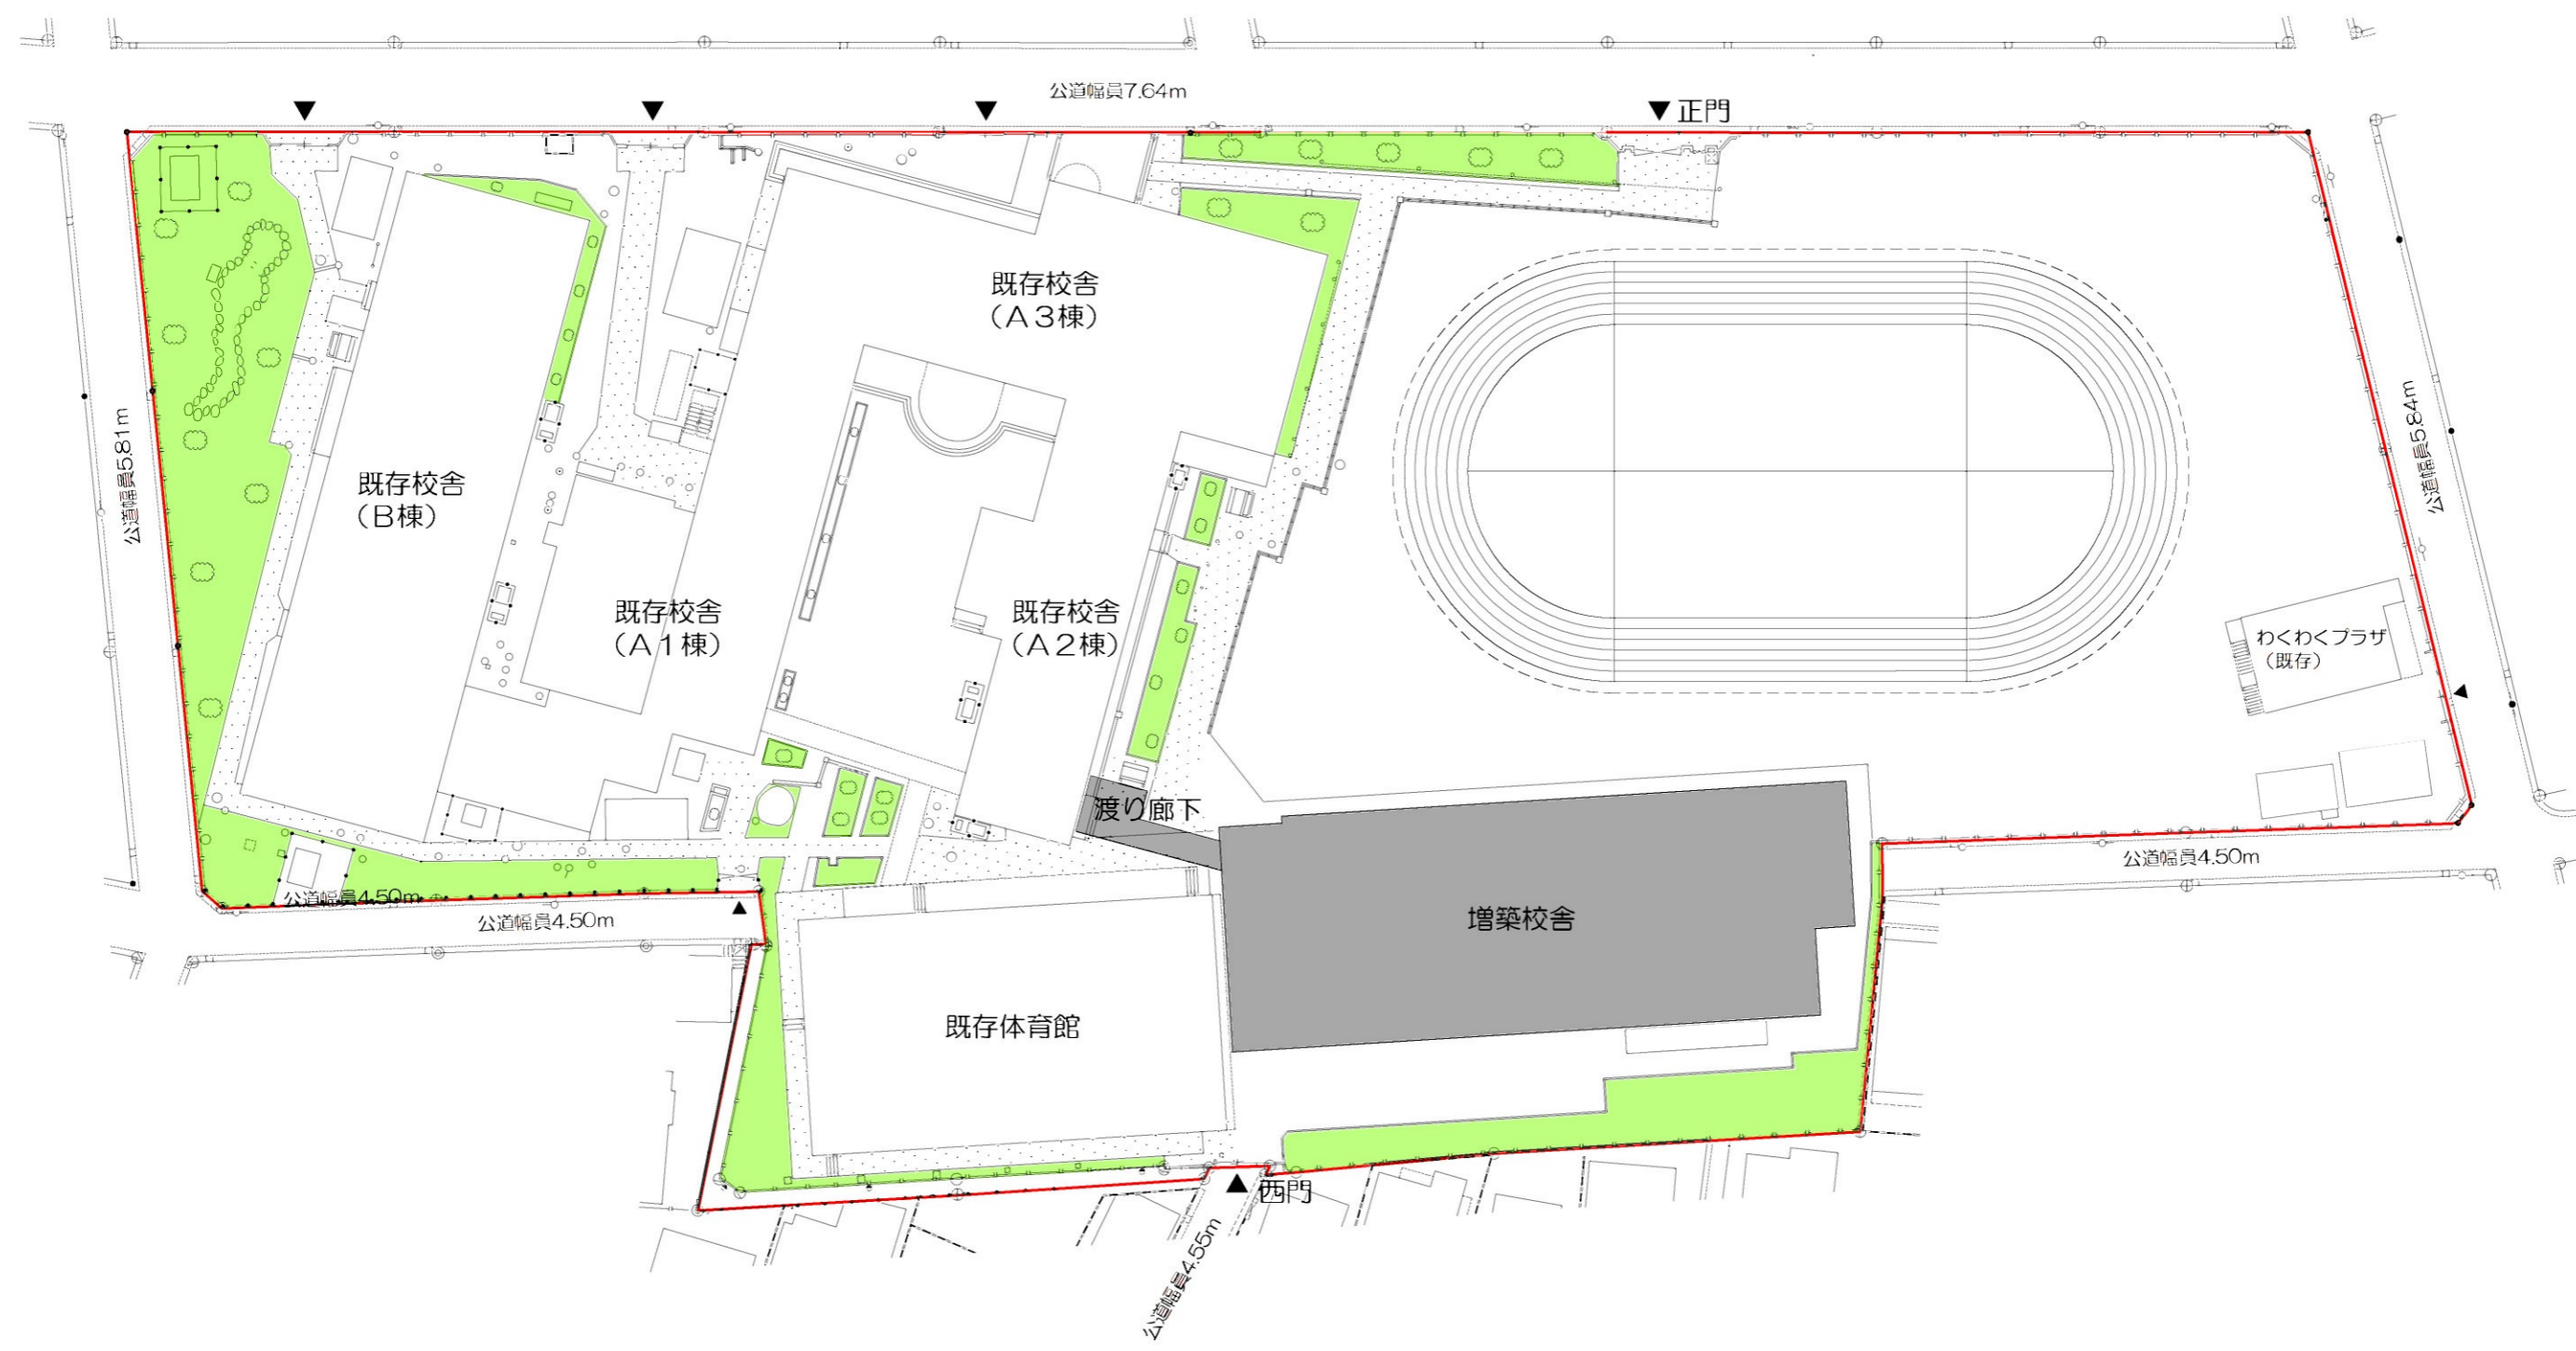 公道幅員7.64m
▼正門
既存校舎
（A3棟）
公道幅員5.81m
公道幅員5.84m
既存校舎
（B棟）
既存校舎
（A1棟）
既存校舎
（A2棟）
わくわくプラザ
（既存）
渡り廊下
公道幅員4.50m
公道幅員4.50m
公道幅員4.50m
増築校舎
既存体育館
▲西門
公道幅員4.55m